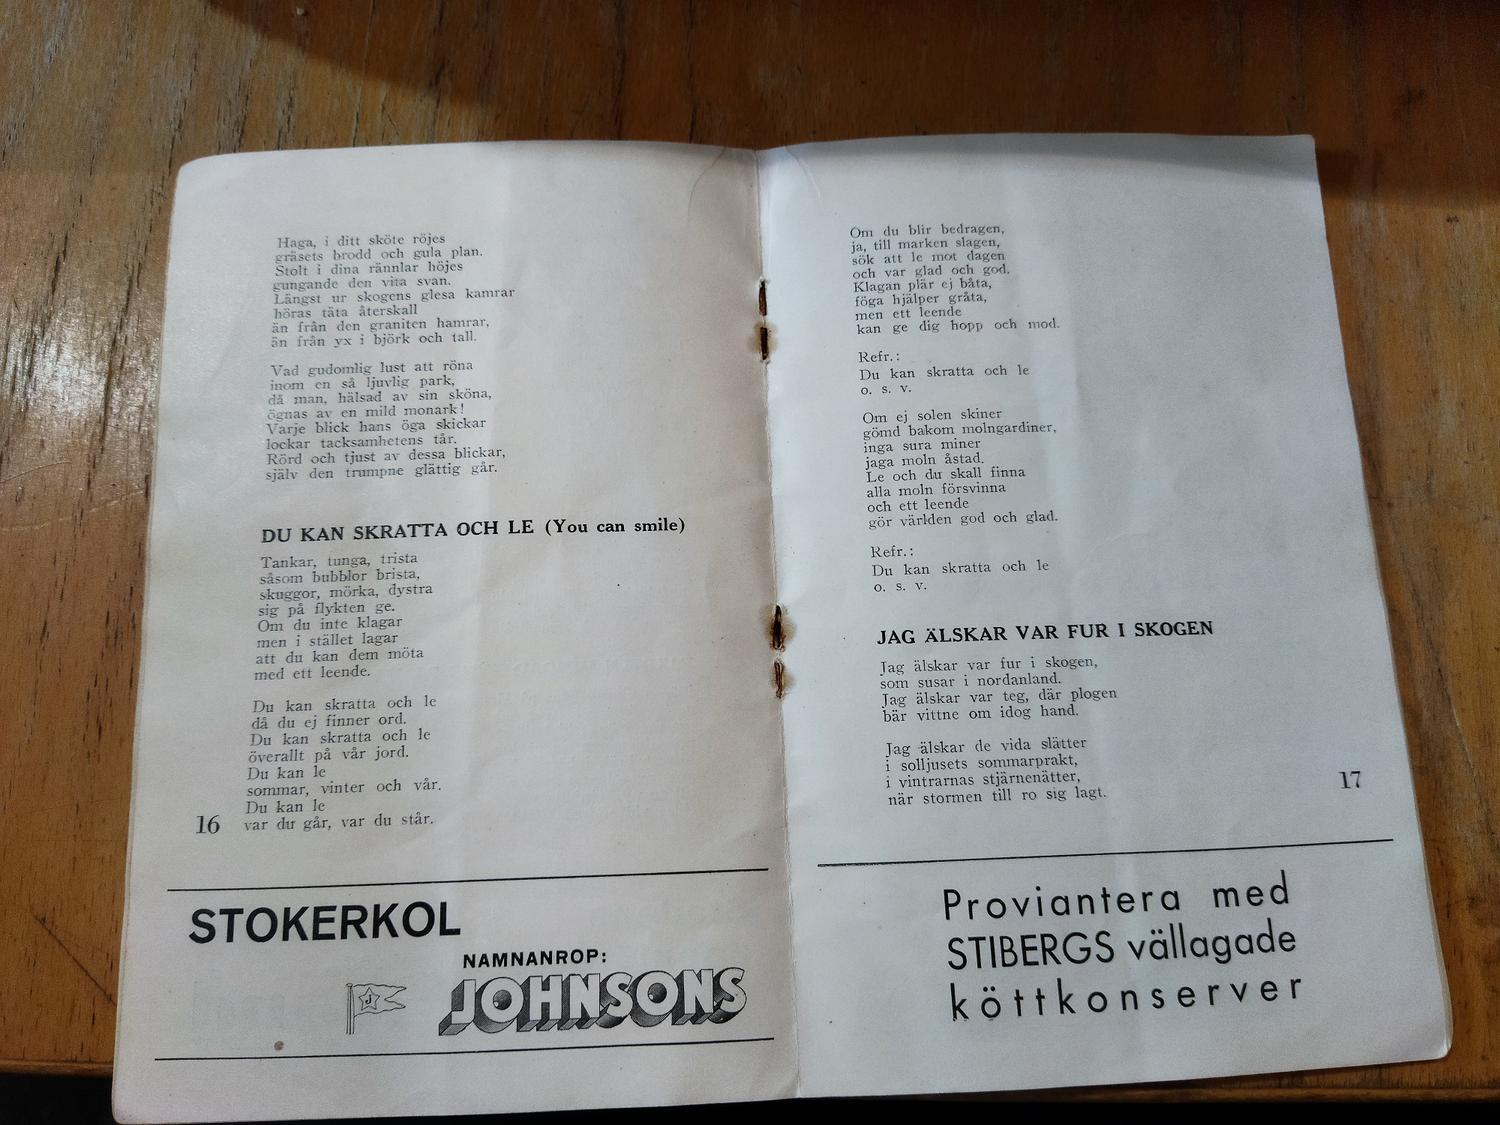 Haga, i ditt sköte röjes
gräsets brodd och gula plan.
Stolt i dina rännlar höjes
gungande den vita svan.
Längst ur skogens glesa kamrar
höras täta återskall
än från den graniten hamrar,
än från yx i björk och tall.
Vad gudomlig lust att röna
inom en så ljuvlig park,
då man, hälsad av sin sköna,
ögnas av en mild monark!
Varje blick hans öga skickar
lockar tacksamhetens tår.
Rörd och tjust av dessa blickar,
själv den trumpne glättig går.
DU KAN SKRATTA OCH LE (You can smile)
Tankar, tunga, trista
såsom bubblor brista,
skuggor, mörka, dystra
sig på flykten ge.
Om du inte klagar
men i stället lagar
att du kan dem möta
med ett leende.
Du kan skratta och le
då du ej finner ord.
Du kan skratta och le
överallt på vår jord.
Du kan le
sommar, vinter och vår.
Du kan le
var du går, var du står.
16
STOKERKOL
NAMNANROP:
J
JOHNSONS
Om du blir bedragen,
ja, till marken slagen,
sök att le mot dagen
och var glad och god.
Klagan plär ej båta,
föga hjälper gråta,
men ett leende
kan ge dig hopp och mod.
Refr.:
Du kan skratta och le
o. s. v.
Om ej solen skiner
gömd bakom molngardiner,
inga sura miner
jaga moln åstad.
Le och du skall finna
alla moln försvinna
och ett leende
gör världen god och glad.
Refr.:
Du kan skratta och le
o. s. v.
JAG ÄLSKAR VAR FUR I SKOGEN
Jag älskar var fur i skogen,
som susar i nordanland.
Jag älskar var teg, där plogen
bär vittne om idog hand.
Jag älskar de vida slätter
i solljusets sommarprakt,
i vintrarnas stjärnenätter,
när stormen till ro sig lagt.
17
Proviantera med
STIBERGS vällagade
köttkonserver